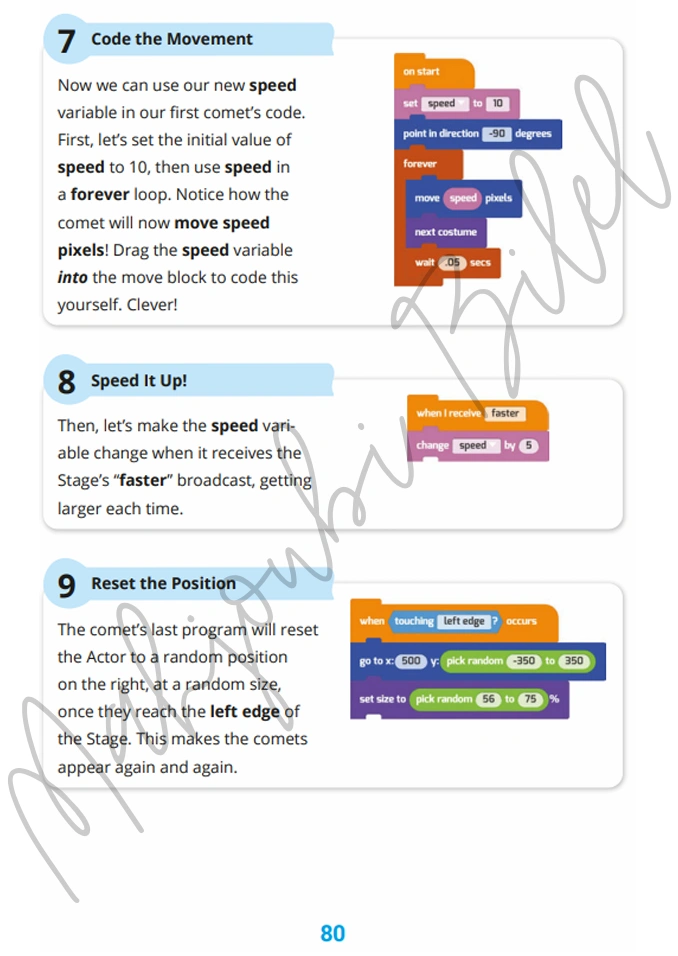 7 Code the Movement
Now we can use our new speed
variable in our first comet's code.
First, let's set the initial value of
speed to 10, then use speed in
a forever loop. Notice how the
comet will now move speed
pixels! Drag the speed variable
into the move block to code this
yourself. Clever!
on start
set speed to 10
point in direction -90 degrees
forever
move speed pixels
next costume
wait .05 secs
8 Speed It Up!
Then, let's make the speed vari-
able change when it receives the
Stage's “faster” broadcast, getting
larger each time.
when I receive faster
change speed by 5
9 Reset the Position
The comet's last program will reset
the Actor to a random position
on the right, at a random size,
once they reach the left edge of
the Stage. This makes the comets
appear again and again.
when touching left edge ? occurs
go to x: 500 y: pick random -350 to 350
set size to pick random 56 to 75 %
Mabjoubi Bilel
80